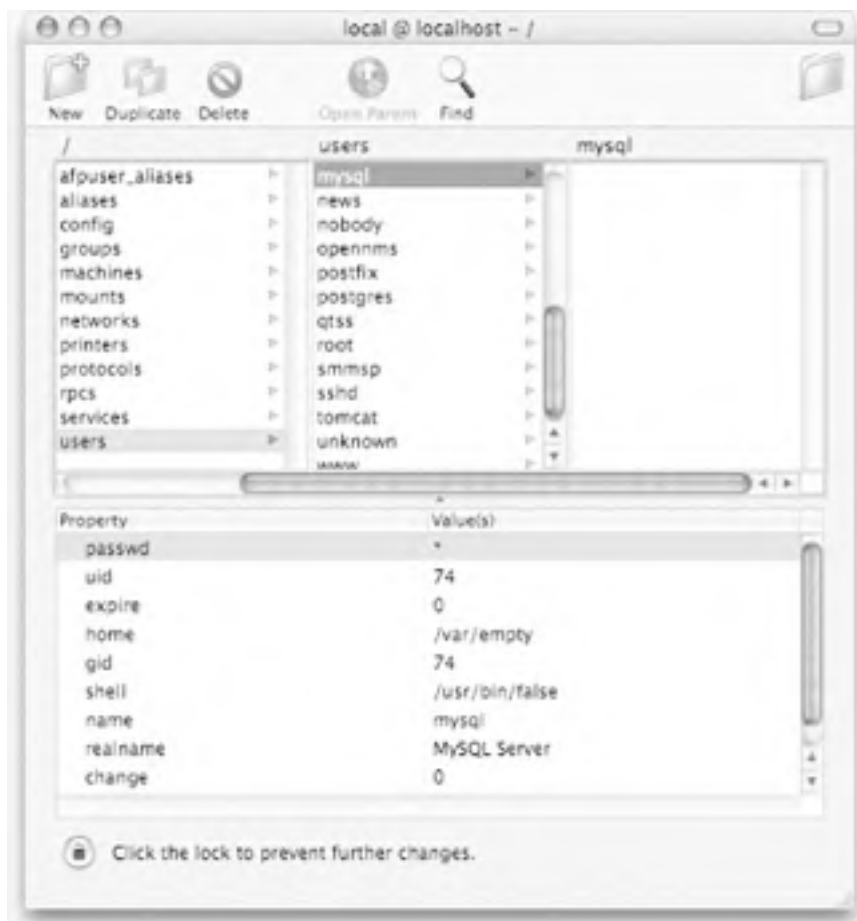 local @ localhost – /
New Duplicate Delete Open Parent Find
/ users mysql
afpuser_aliases mysql
aliases news
config nobody
groups opennms
machines postfix
mounts postgres
networks qtss
printers root
protocols smmsp
rpcs sshd
services tomcat
users unknown
www
Property Value(s)
passwd *
uid 74
expire 0
home /var/empty
gid 74
shell /usr/bin/false
name mysql
realname MySQL Server
change 0
Click the lock to prevent further changes.